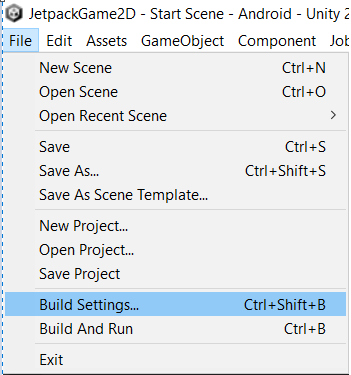 JetpackGame2D - Start Scene - Android - Unity 2
File Edit Assets GameObject Component Jo
New Scene Ctrl+N
Open Scene Ctrl+O
Open Recent Scene >
Save Ctrl+S
Save As... Ctrl+Shift+S
Save As Scene Template...
New Project...
Open Project...
Save Project
Build Settings... Ctrl+Shift+B
Build And Run Ctrl+B
Exit